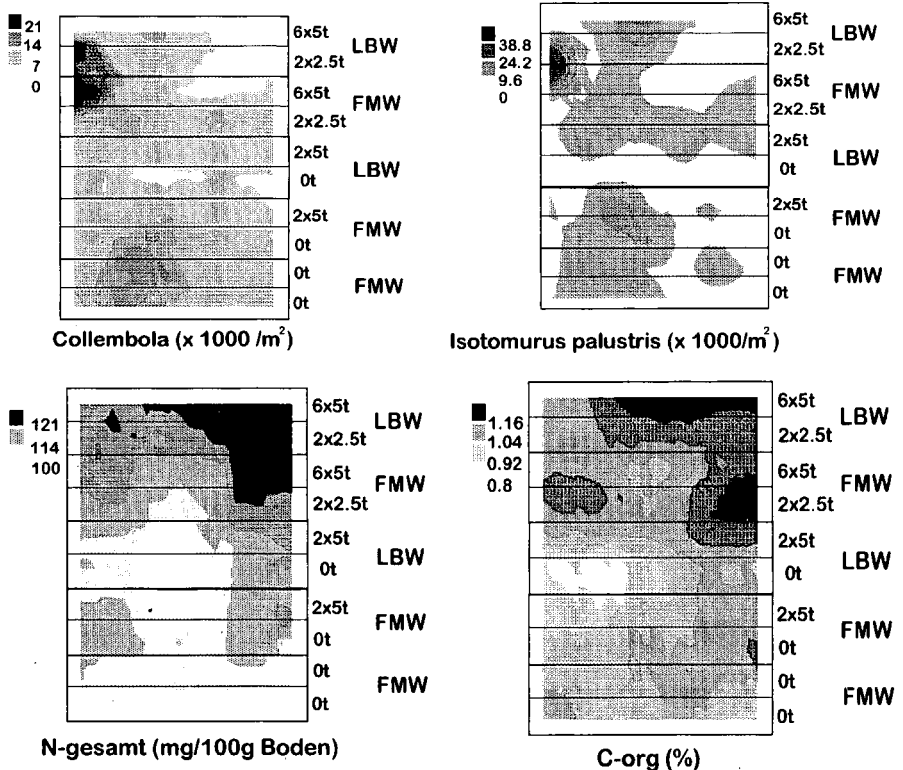 21
14
7
0
6x5t
2x2.5t
6x5t
2x2.5t
2x5t
0t
2x5t
0t
0t
0t
LBW
FMW
LBW
FMW
FMW
Collembola (x 1000 /m²)
38.8
24.2
9.6
0
6x5t
2x2.5t
6x5t
2x2.5t
2x5t
0t
2x5t
0t
0t
0t
LBW
FMW
LBW
FMW
FMW
Isotomurus palustris (x 1000/m²)
121
114
100
6x5t
2x2.5t
6x5t
2x2.5t
2x5t
0t
2x5t
0t
0t
0t
LBW
FMW
LBW
FMW
FMW
N-gesamt (mg/100g Boden)
1.16
1.04
0.92
0.8
6x5t
2x2.5t
6x5t
2x2.5t
2x5t
0t
2x5t
0t
0t
0t
LBW
FMW
LBW
FMW
FMW
C-org (%)